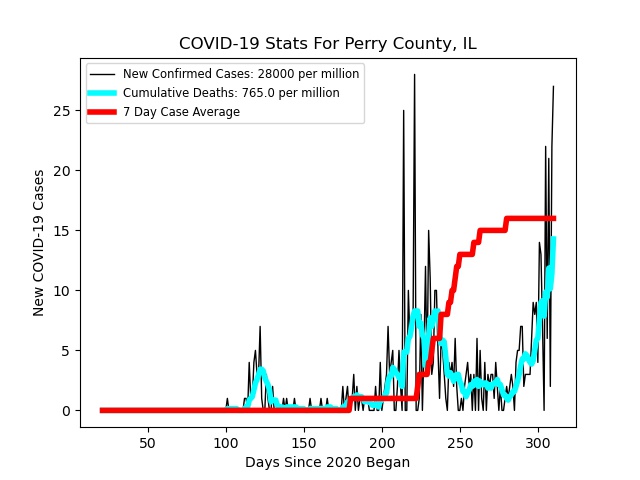 COVID-19 Stats For Perry County, IL
New Confirmed Cases: 28000 per million
Cumulative Deaths: 765.0 per million
7 Day Case Average
New COVID-19 Cases
25
20
15
10
5
0
50 100 150 200 250 300
Days Since 2020 Began